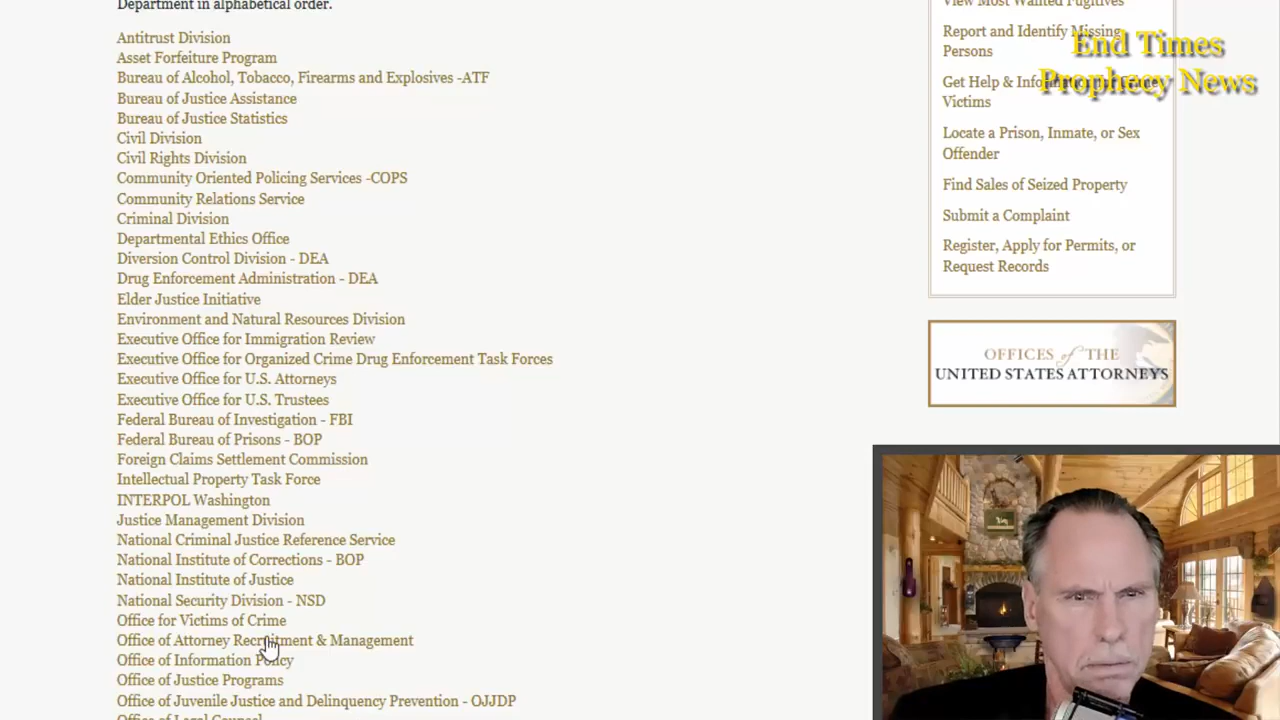 Department in alphabetical order.
Antitrust Division
Asset Forfeiture Program
Bureau of Alcohol, Tobacco, Firearms and Explosives -ATF
Bureau of Justice Assistance
Bureau of Justice Statistics
Civil Division
Civil Rights Division
Community Oriented Policing Services -COPS
Community Relations Service
Criminal Division
Departmental Ethics Office
Diversion Control Division - DEA
Drug Enforcement Administration - DEA
Elder Justice Initiative
Environment and Natural Resources Division
Executive Office for Immigration Review
Executive Office for Organized Crime Drug Enforcement Task Forces
Executive Office for U.S. Attorneys
Executive Office for U.S. Trustees
Federal Bureau of Investigation - FBI
Federal Bureau of Prisons - BOP
Foreign Claims Settlement Commission
Intellectual Property Task Force
INTERPOL Washington
Justice Management Division
National Criminal Justice Reference Service
National Institute of Corrections - BOP
National Institute of Justice
National Security Division - NSD
Office for Victims of Crime
Office of Attorney Recruitment & Management
Office of Information Policy
Office of Justice Programs
Office of Juvenile Justice and Delinquency Prevention - OJJDP
Office of Legal Counsel
View Most Wanted Fugitives
Report and Identify Missing
Persons
Get Help &
Victims
Locate a Prison, Inmate, or Sex
Offender
Find Sales of Seized Property
Submit a Complaint
Register, Apply for Permits, or
Request Records
End Times
Prophecy News
OFFICES of THE
UNITED STATES ATTORNEYS